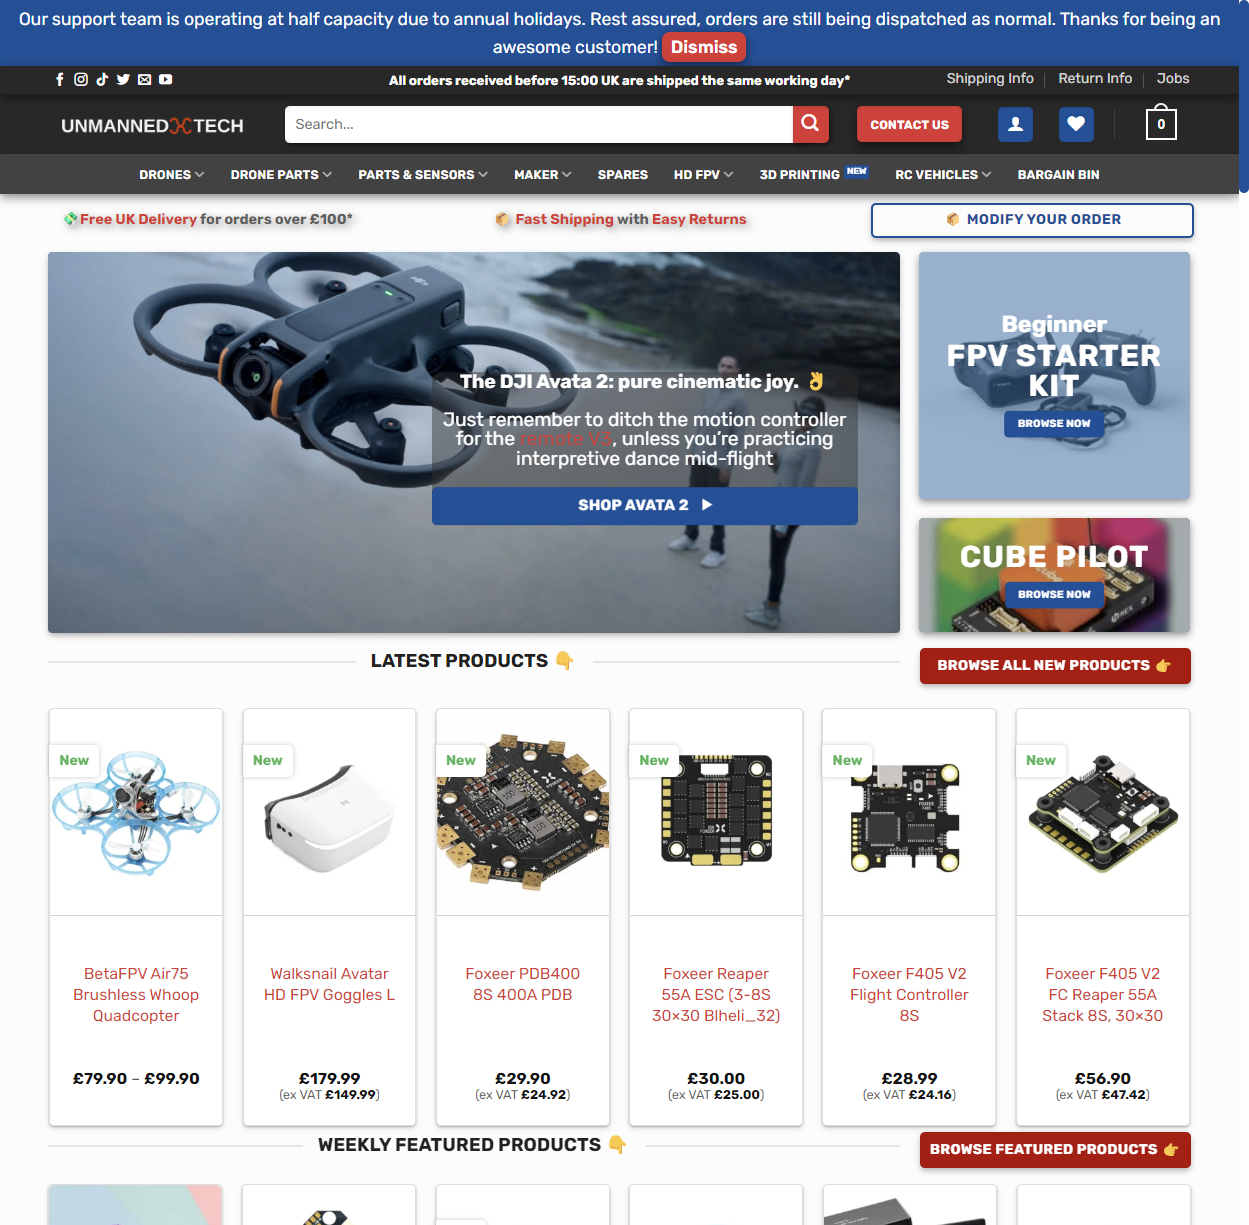 Our support team is operating at half capacity due to annual holidays. Rest assured, orders are still being dispatched as normal. Thanks for being an
awesome customer! Dismiss
All orders received before 15:00 UK are shipped the same working day*
Shipping Info
Return Info
Jobs
UNMANNED TECH
Search...
CONTACT US
0
DRONES
DRONE PARTS
PARTS & SENSORS
MAKER
SPARES
HD FPV
3D PRINTING NEW
RC VEHICLES
BARGAIN BIN
💸Free UK Delivery for orders over £100*
📦 Fast Shipping with Easy Returns
📦 MODIFY YOUR ORDER
The DJI Avata 2: pure cinematic joy. 👌
Just remember to ditch the motion controller
for the remote V3, unless you’re practicing
interpretive dance mid-flight
SHOP AVATA 2
Beginner
FPV STARTER
KIT
BROWSE NOW
CUBE PILOT
BROWSE NOW
LATEST PRODUCTS 👇
BROWSE ALL NEW PRODUCTS 👉
New
New
New
New
New
New
BetaFPV Air75
Brushless Whoop
Quadcopter
£79.90 – £99.90
Walksnail Avatar
HD FPV Goggles L
£179.99
(ex VAT £149.99)
Foxeer PDB400
8S 400A PDB
£29.90
(ex VAT £24.92)
Foxeer Reaper
55A ESC (3-8S
30×30 Blheli_32)
£30.00
(ex VAT £25.00)
Foxeer F405 V2
Flight Controller
8S
£28.99
(ex VAT £24.16)
Foxeer F405 V2
FC Reaper 55A
Stack 8S, 30×30
£56.90
(ex VAT £47.42)
WEEKLY FEATURED PRODUCTS 👇
BROWSE FEATURED PRODUCTS 👉